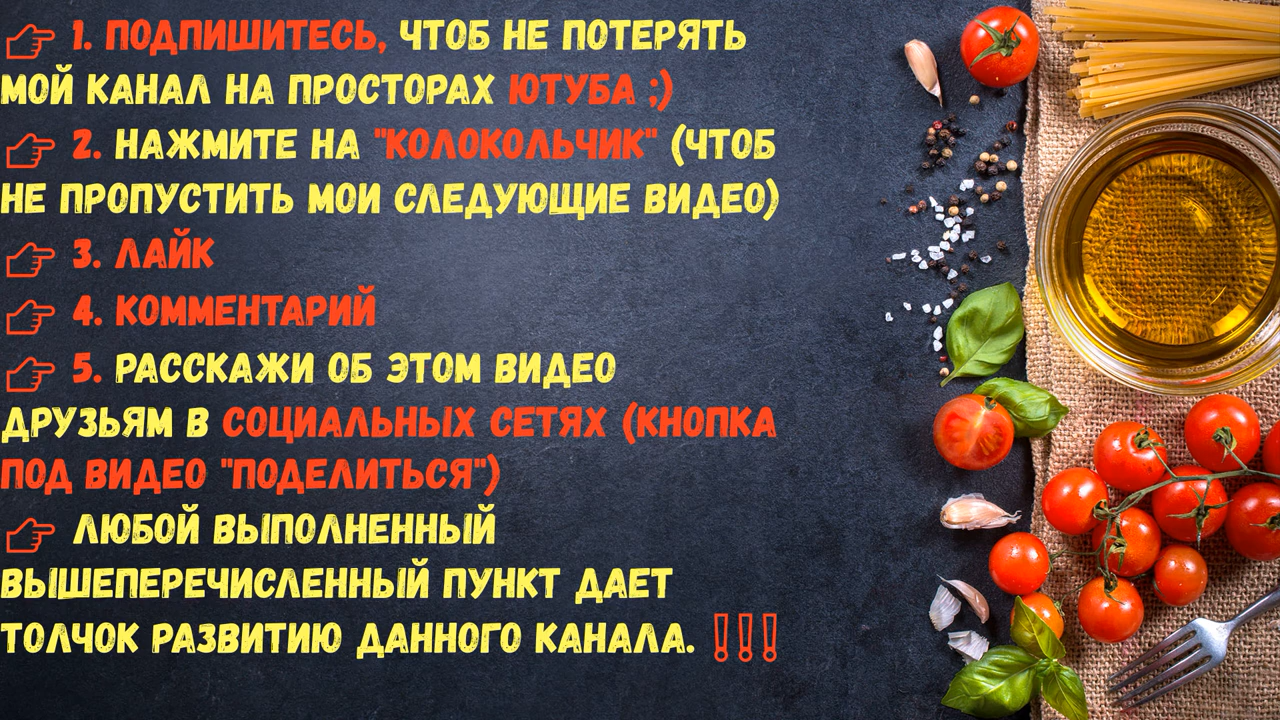 👉 1. ПОДПИШИТЕСЬ, ЧТОБ НЕ ПОТЕРЯТЬ
МОЙ КАНАЛ НА ПРОСТОРАХ ЮТУБА ;)
👉 2. НАЖМИТЕ НА "КОЛОКОЛЬЧИК" (ЧТОБ
НЕ ПРОПУСТИТЬ МОИ СЛЕДУЮЩИЕ ВИДЕО)
👉 3. ЛАЙК
👉 4. КОММЕНТАРИЙ
👉 5. РАССКАЖИ ОБ ЭТОМ ВИДЕО
ДРУЗЬЯМ В СОЦИАЛЬНЫХ СЕТЯХ (КНОПКА
ПОД ВИДЕО "ПОДЕЛИТЬСЯ")
👉 ЛЮБОЙ ВЫПОЛНЕННЫЙ
ВЫШЕПЕРЕЧИСЛЕННЫЙ ПУНКТ ДАЕТ
ТОЛЧОК РАЗВИТИЮ ДАННОГО КАНАЛА. ❗❗❗